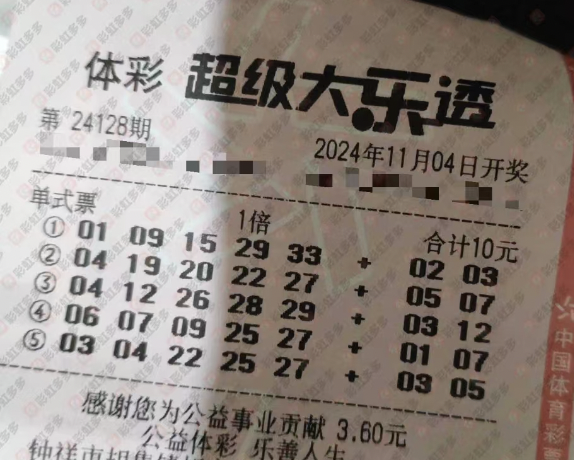 体彩 超级大乐透
第 24128期
2024年11月04日开奖
单式票 1倍 合计10元
① 01 09 15 29 33 + 02 03
② 04 19 20 22 27 + 05 07
③ 04 12 26 28 29 + 03 12
④ 06 07 09 25 27 + 01 07
⑤ 03 04 22 25 27 + 03 05
感谢您为公益事业贡献 3.60元
公益体彩 乐善人生
钟祥市
中国体育彩票
彩虹多多